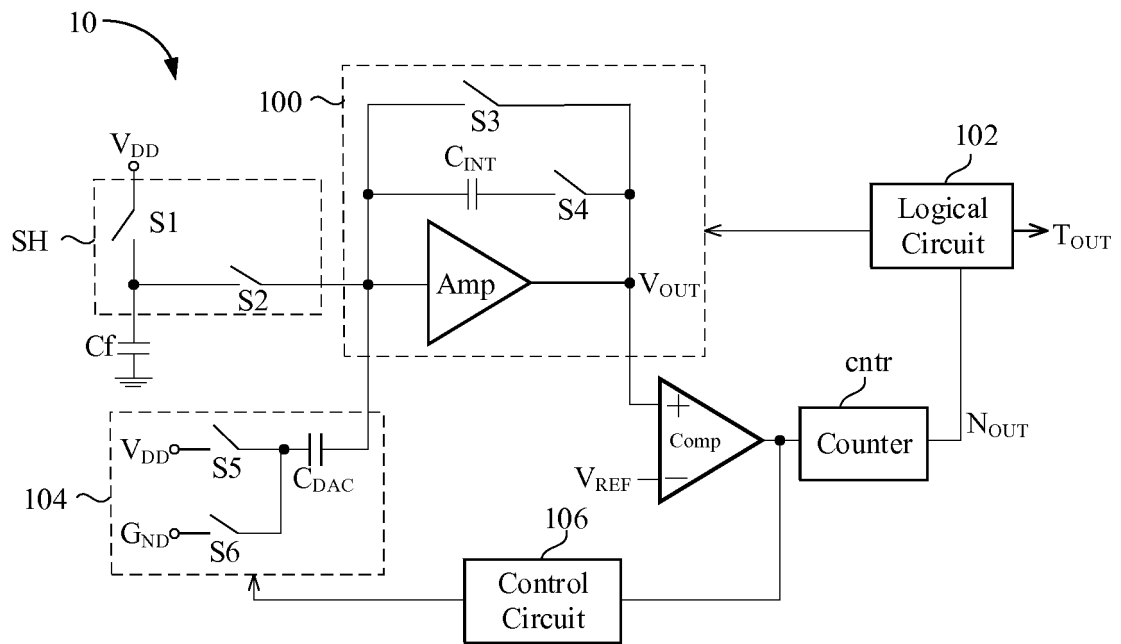 10
100
S3
102
V_DD
C_INT
S1
S4
Logical
Circuit
T_OUT
SH
S2
Amp
V_OUT
Cf
cntr
+
Comp
Counter
N_OUT
V_DD
S5
C_DAC
V_REF
−
104
G_ND
S6
106
Control
Circuit